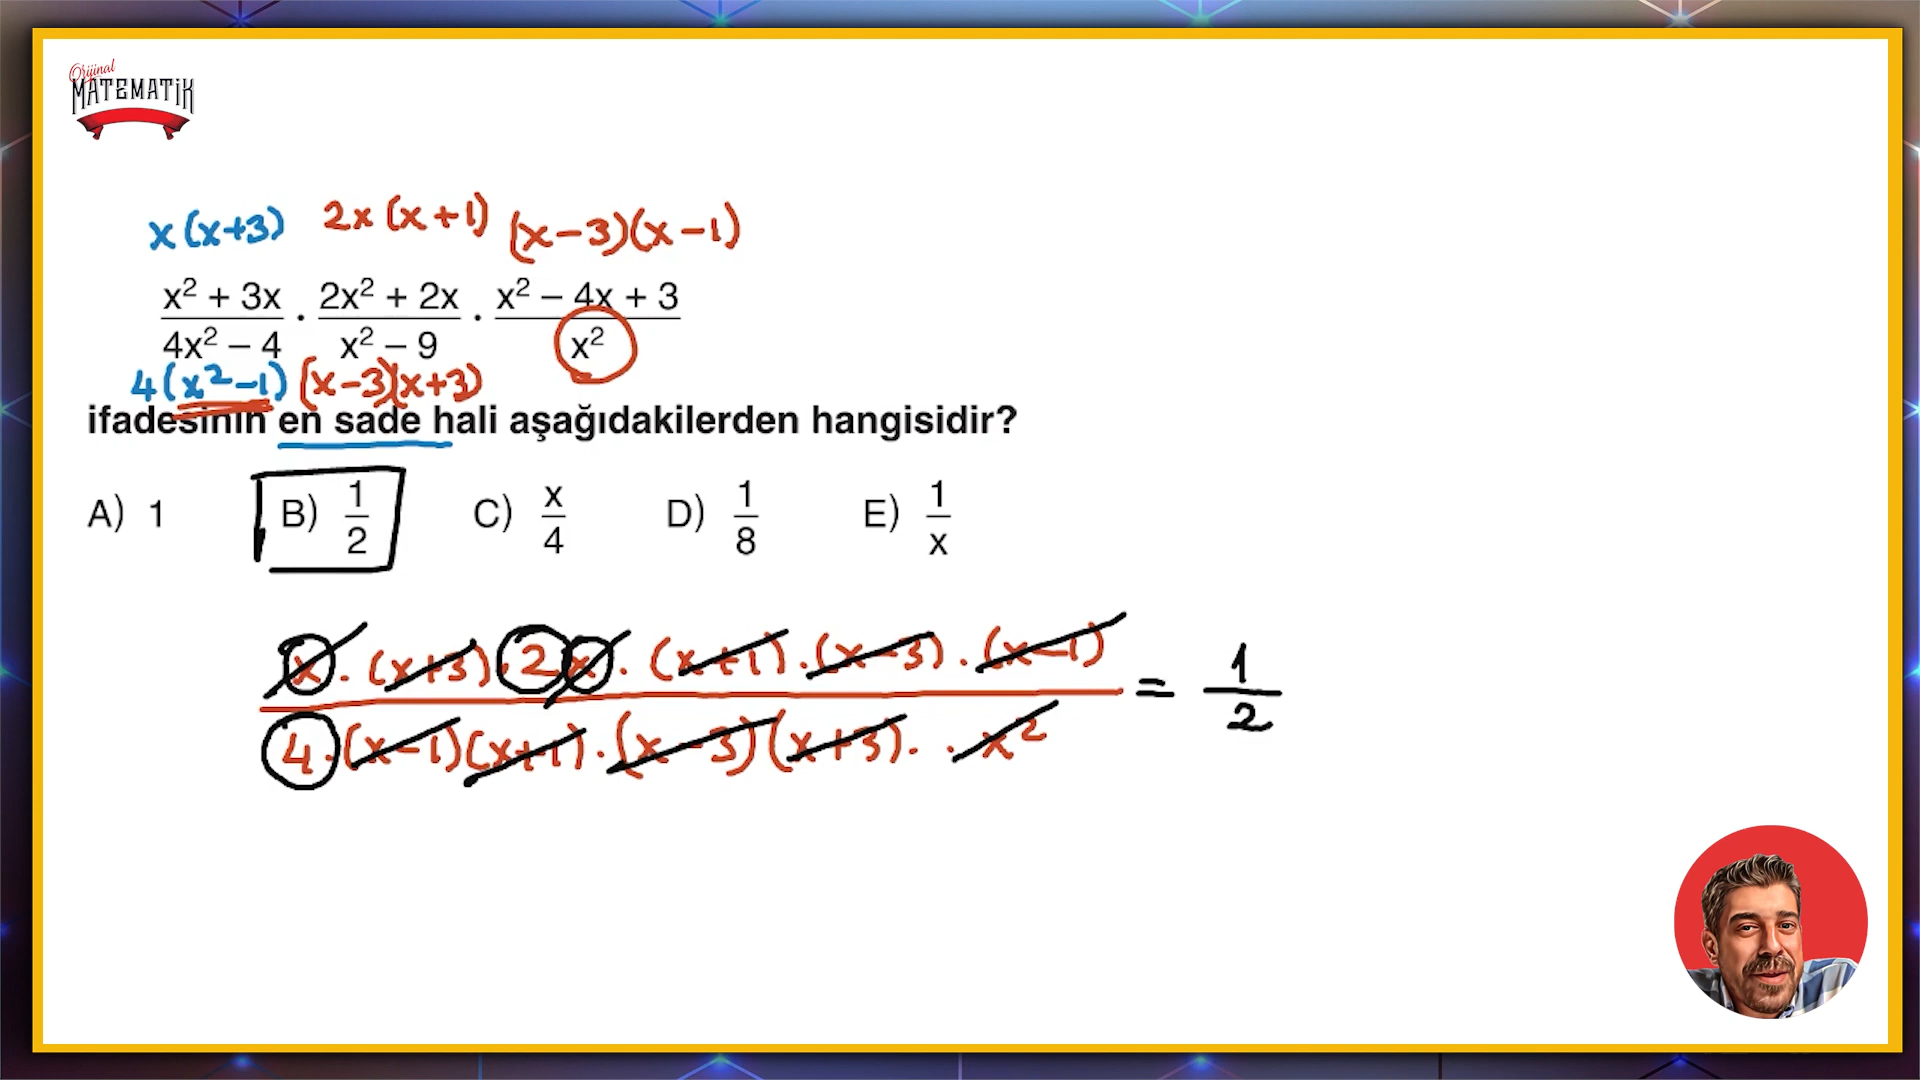 Orijinal
MATEMATİK
x(x+3) 2x(x+1) (x-3)(x-1)
x² + 3x / 4x² - 4 · 2x² + 2x / x² - 9 · x² - 4x + 3 / x²
4(x²-1) (x-3)(x+3)
ifadesinin en sade hali aşağıdakilerden hangisidir?
A) 1 B) 1/2 C) x/4 D) 1/8 E) 1/x
x·(x+3)·2x·(x+1)·(x-3)·(x-1) / 4·(x-1)(x+1)·(x-3)(x+3)··x² = 1/2